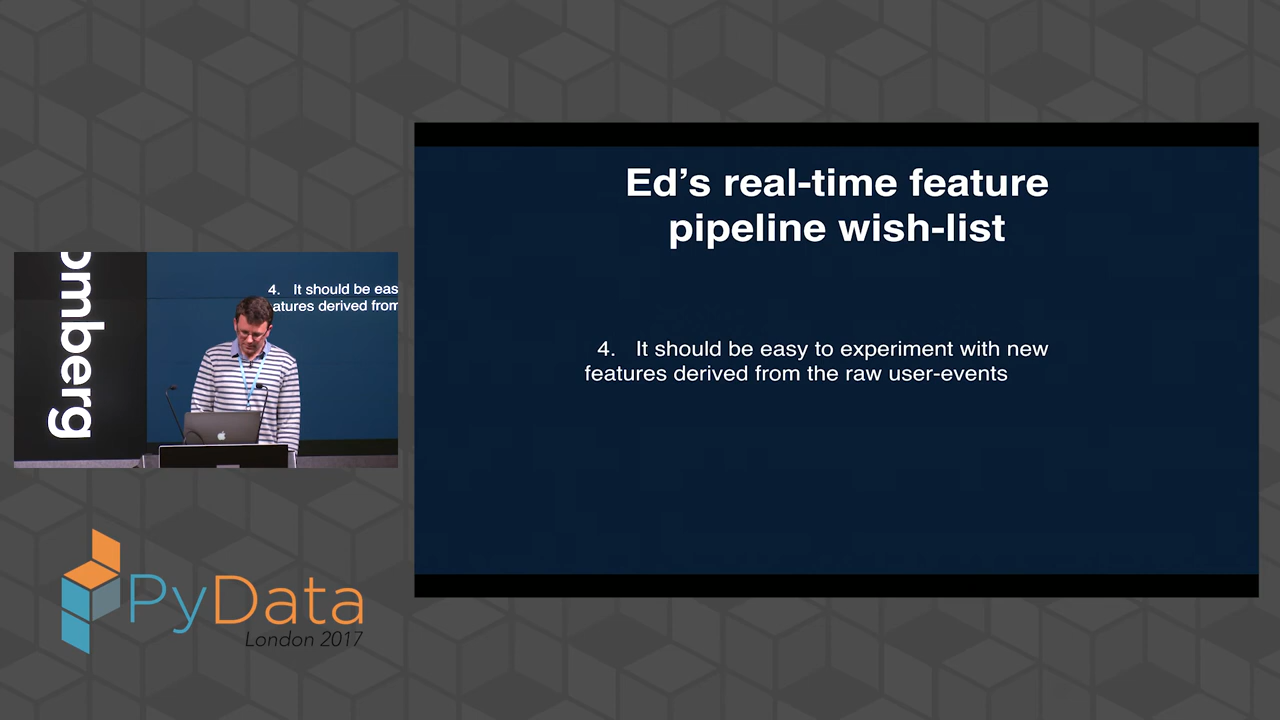 Ed’s real-time feature
pipeline wish-list
4. It should be easy to experiment with new
features derived from the raw user-events
omberg
4. It should be eas
atures derived from
PyData
London 2017